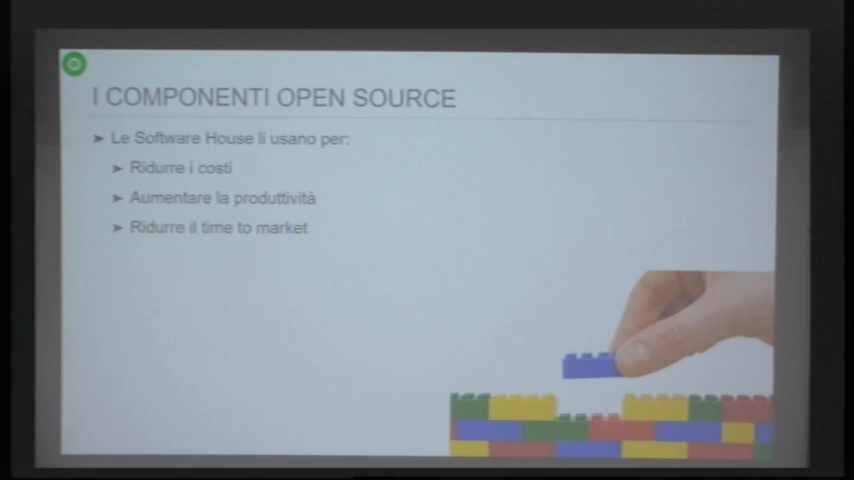 I COMPONENTI OPEN SOURCE
➤ Le Software House li usano per:
➤ Ridurre i costi
➤ Aumentare la produttività
➤ Ridurre il time to market